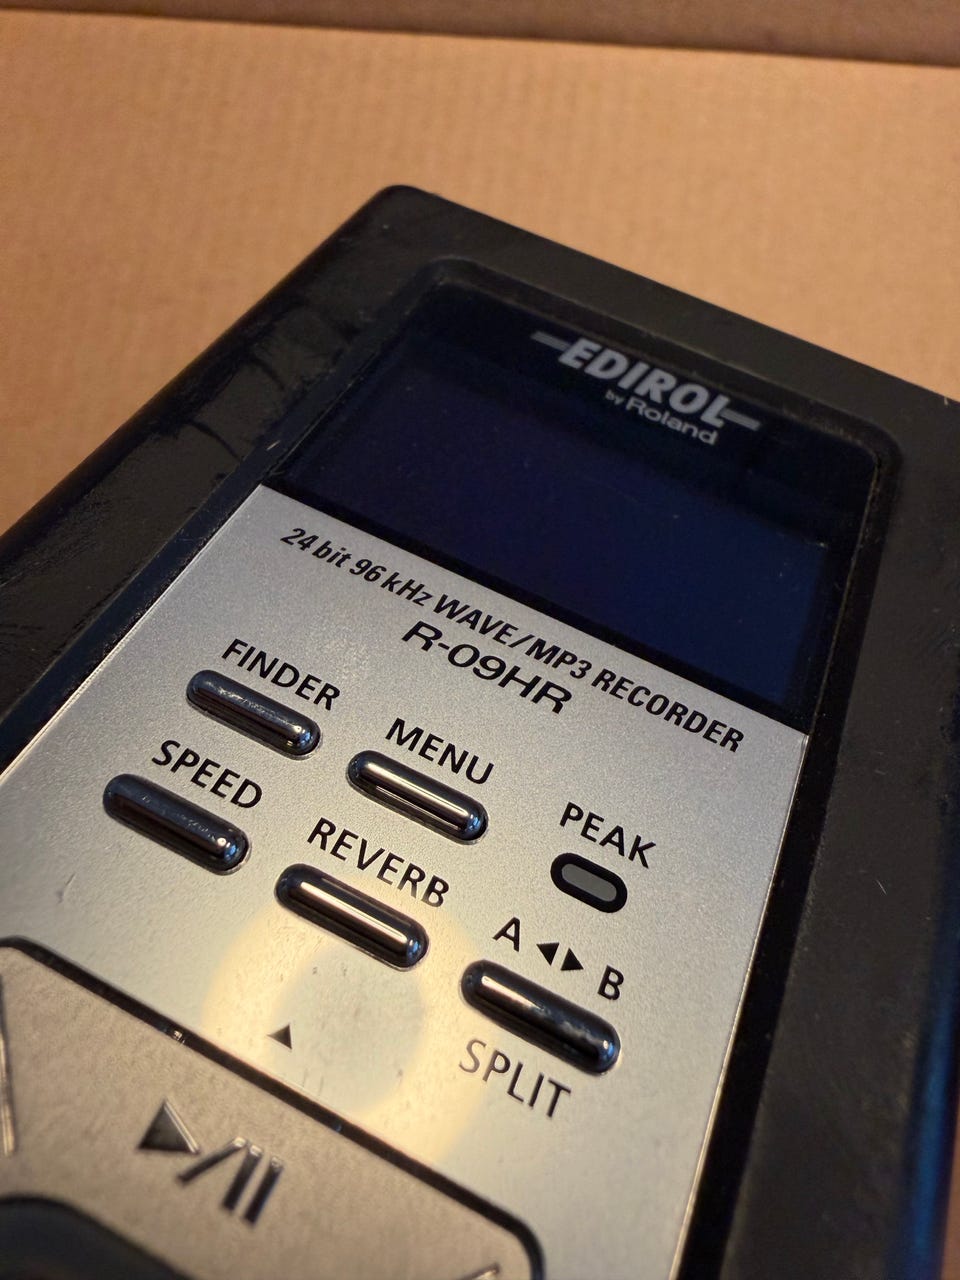 EDIROL
by Roland
24 bit 96 kHz WAVE/MP3 RECORDER
R-09HR
FINDER
MENU
SPEED
REVERB
PEAK
A ◀▶ B
SPLIT